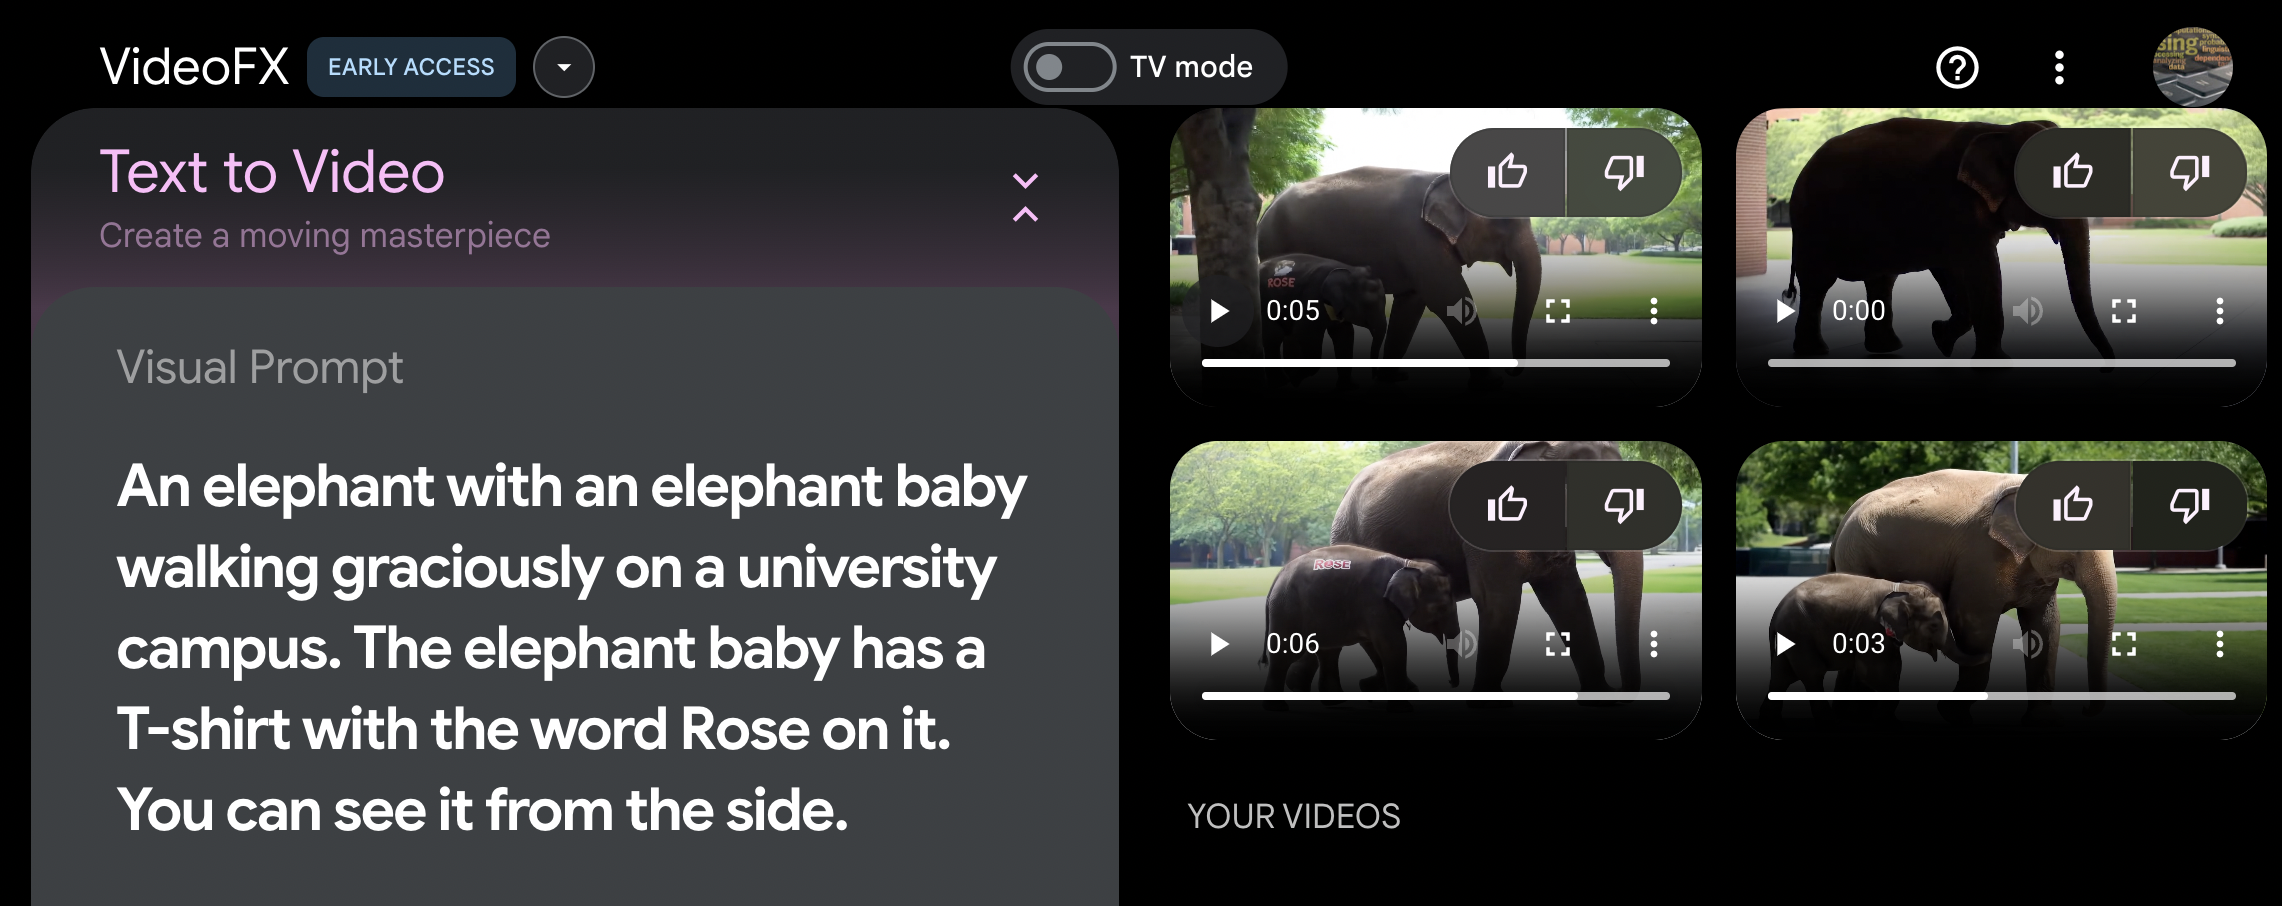 VideoFX
EARLY ACCESS
TV mode
Text to Video
Create a moving masterpiece
Visual Prompt
An elephant with an elephant baby
walking graciously on a university
campus. The elephant baby has a
T-shirt with the word Rose on it.
You can see it from the side.
ROSE
0:05
0:00
ROSE
0:06
0:03
YOUR VIDEOS